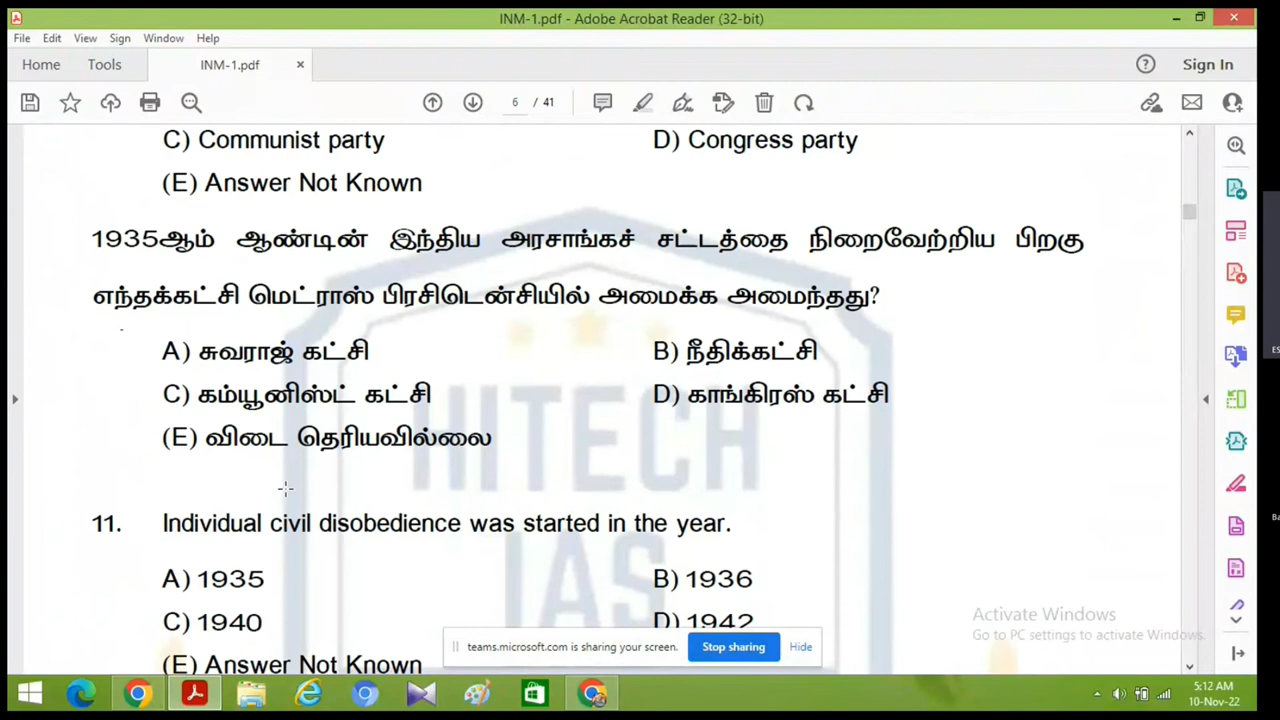 INM-1.pdf - Adobe Acrobat Reader (32-bit)
File Edit View Sign Window Help
Home Tools INM-1.pdf × Sign In
6 / 41
C) Communist party D) Congress party
(E) Answer Not Known
1935ஆம் ஆண்டின் இந்திய அரசாங்கச் சட்டத்தை நிறைவேற்றிய பிறகு
எந்தக்கட்சி மெட்ராஸ் பிரசிடென்சியில் அமைக்க அமைந்தது?
A) சுவராஜ் கட்சி B) நீதிக்கட்சி
C) கம்யூனிஸ்ட் கட்சி D) காங்கிரஸ் கட்சி
(E) விடை தெரியவில்லை
HITECH
IAS
11. Individual civil disobedience was started in the year.
A) 1935 B) 1936
C) 1940 D) 1942
(E) Answer Not Known
Activate Windows
Go to PC settings to activate Windows.
teams.microsoft.com is sharing your screen. Stop sharing Hide
5:12 AM
10-Nov-22